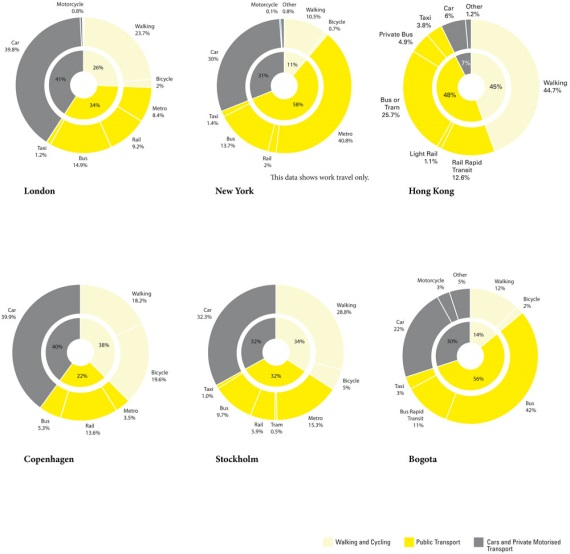 Motorcycle
0.8%
Car
39.8%
Walking
23.7%
Bicycle
2%
Metro
8.4%
Rail
9.2%
Bus
14.9%
Taxi
1.2%
41%
26%
34%
London
Motorcycle
0.1%
Other
0.8%
Walking
10.5%
Bicycle
0.7%
Car
30%
Taxi
1.4%
Bus
13.7%
Rail
2%
Metro
40.8%
31%
11%
58%
This data shows work travel only.
New York
Car
6%
Other
1.2%
Taxi
3.8%
Private Bus
4.9%
Bus or
Tram
25.7%
Light Rail
1.1%
Rail Rapid
Transit
12.6%
Walking
44.7%
7%
48%
45%
Hong Kong
Car
39.9%
Walking
18.2%
Bicycle
19.6%
Metro
3.5%
Rail
13.6%
Bus
5.3%
40%
38%
22%
Copenhagen
Car
32.3%
Walking
28.8%
Bicycle
5%
Metro
15.3%
Tram
0.5%
Rail
5.9%
Bus
9.7%
Taxi
1.0%
32%
34%
32%
Stockholm
Motorcycle
3%
Other
5%
Walking
12%
Bicycle
2%
Car
22%
Taxi
3%
Bus Rapid
Transit
11%
Bus
42%
30%
14%
56%
Bogota
Walking and Cycling
Public Transport
Cars and Private Motorised
Transport